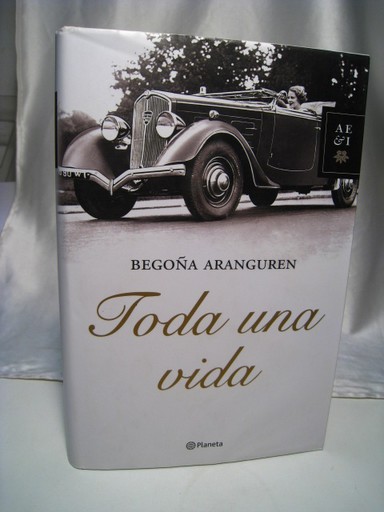 AE
& I
BEGOÑA ARANGUREN
Toda una
vida
Planeta